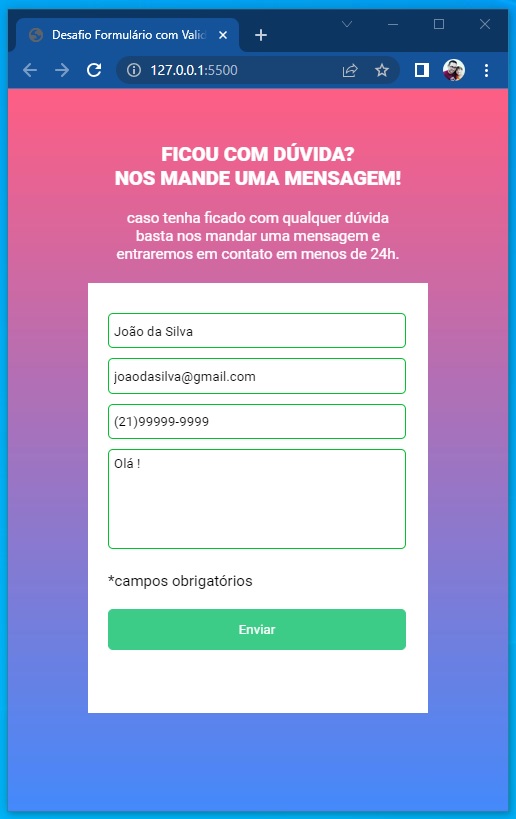 Desafio Formulário com Valid
127.0.0.1:5500
FICOU COM DÚVIDA?
NOS MANDE UMA MENSAGEM!
caso tenha ficado com qualquer dúvida
basta nos mandar uma mensagem e
entraremos em contato em menos de 24h.
João da Silva
joaodasilva@gmail.com
(21)99999-9999
Olá !
*campos obrigatórios
Enviar